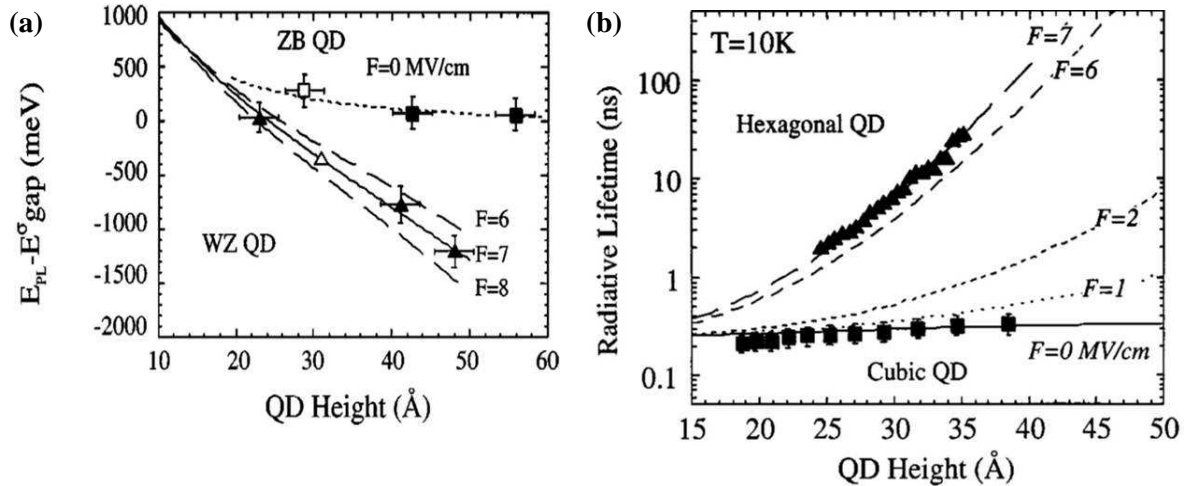 (a)
E_PL-E^σgap (meV)
1000
500
0
-500
-1000
-1500
-2000
ZB QD
F=0 MV/cm
WZ QD
F=6
F=7
F=8
10 20 30 40 50 60
QD Height (Å)
(b)
Radiative Lifetime (ns)
100
10
1
0.1
T=10K
F=7
F=6
Hexagonal QD
F=2
F=1
F=0 MV/cm
Cubic QD
15 20 25 30 35 40 45 50
QD Height (Å)